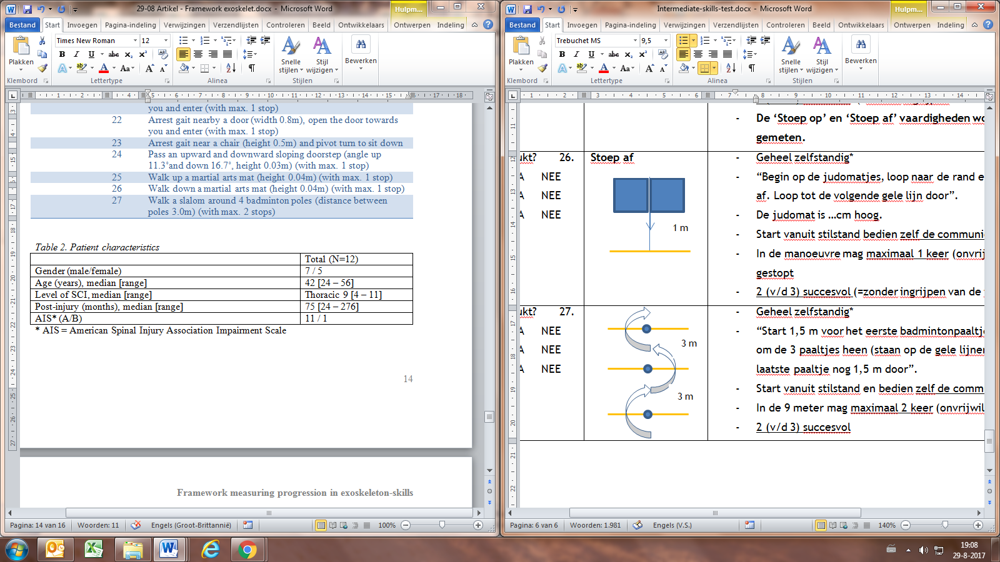 29-08 Artikel - Framework exoskelet.docx - Microsoft Word
Hulpm...
Bestand Start Invoegen Pagina-indeling Verwijzingen Verzendlijsten Controleren Beeld Ontwikkelaars Ontwerpen Indeling
Times New Roman 12
Plakken
B I U abc x₂ x²
Aa A A
Snelle stijlen
Stijl wijzigen
Bewerken
Klembord Lettertype Alinea Stijlen
you and enter (with max. 1 stop)
22 Arrest gait nearby a door (width 0.8m), open the door towards
you and enter (with max. 1 stop)
23 Arrest gait near a chair (height 0.5m) and pivot turn to sit down
24 Pass an upward and downward sloping doorstep (angle up
11.3°and down 16.7°, height 0.03m) (with max. 1 stop)
25 Walk up a martial arts mat (height 0.04m) (with max. 1 stop)
26 Walk down a martial arts mat (height 0.04m) (with max. 1 stop)
27 Walk a slalom around 4 badminton poles (distance between
poles 3.0m) (with max. 2 stops)
Table 2. Patient characteristics
Total (N=12)
Gender (male/female) 7 / 5
Age (years), median [range] 42 [24 – 56]
Level of SCI, median [range] Thoracic 9 [4 – 11]
Post-injury (months), median [range] 75 [24 – 276]
AIS* (A/B) 11 / 1
* AIS = American Spinal Injury Association Impairment Scale
14
Framework measuring progression in exoskeleton-skills
Pagina: 14 van 16 Woorden: 11 Engels (Groot-Brittannië) 100%
Intermediate-skills-test.docx - Microsoft Word
Hulpm...
Bestand Start Invoegen Pagina-indeling Verwijzingen Verzendlijsten Controleren Beeld Ontwikkelaars Ontwerpen Indeling
Trebuchet MS 9,5
Plakken
B I U abc x₂ x²
Aa A A
Snelle stijlen
Stijl wijzigen
Bewerken
Klembord Lettertype Alinea Stijlen
- De ‘Stoep op’ en ‘Stoep af’ vaardigheden wo
gemeten.
ukt? 26. Stoep af
A NEE
A NEE
A NEE
1 m
- Geheel zelfstandig*
- “Begin op de judomatjes, loop naar de rand e
af. Loop tot de volgende gele lijn door”.
- De judomat is ...cm hoog.
- Start vanuit stilstand bedien zelf de communi
- In de manoeuvre mag maximaal 1 keer (onvrij
gestopt
- 2 (v/d 3) succesvol (=zonder ingrijpen van de
ukt? 27.
A NEE
A NEE
A NEE
3 m
3 m
- Geheel zelfstandig*
- “Start 1,5 m voor het eerste badmintonpaaltj
om de 3 paaltjes heen (staan op de gele lijnen
laatste paaltje nog 1,5 m door”.
- Start vanuit stilstand en bedien zelf de comm
- In de 9 meter mag maximaal 2 keer (onvrijwil
- 2 (v/d 3) succesvol
Pagina: 6 van 6 Woorden: 1.981 Engels (V.S.) 140%
19:08
29-8-2017